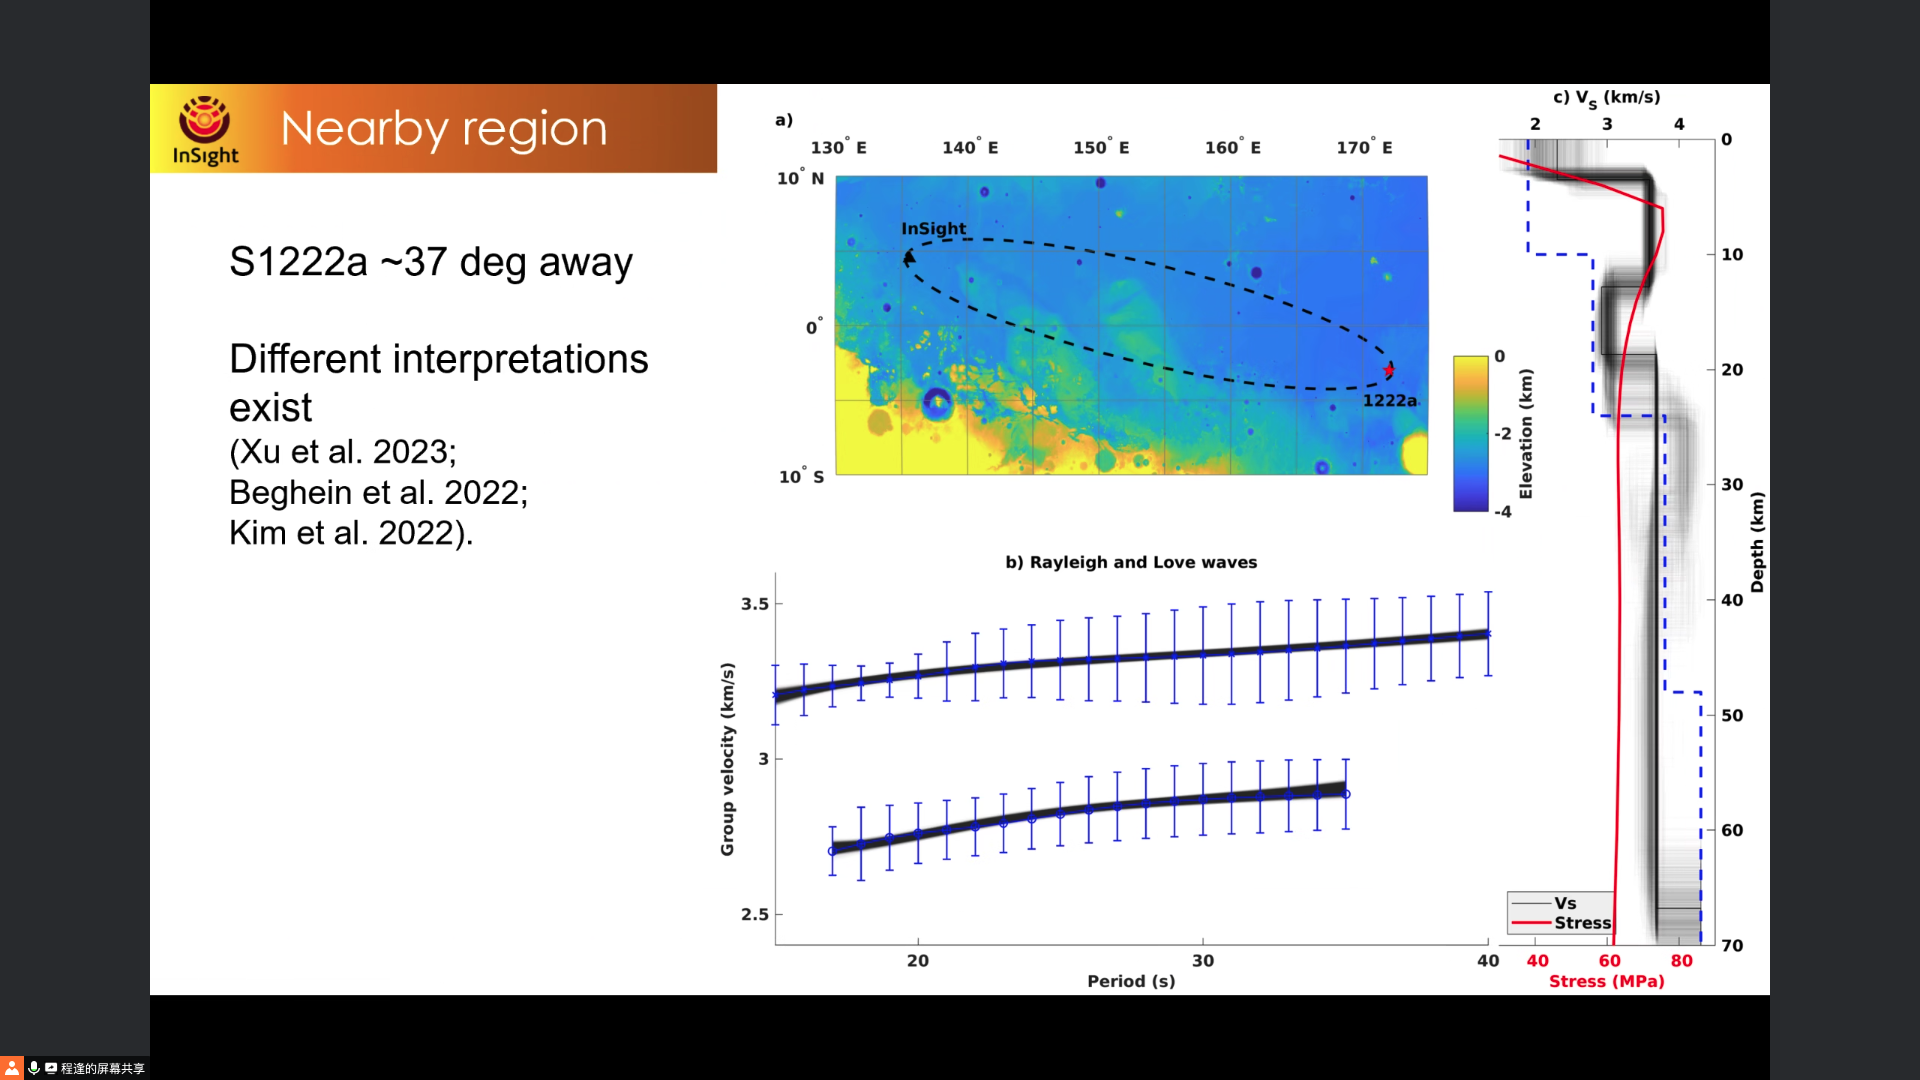 InSight
Nearby region
S1222a ~37 deg away
Different interpretations
exist
(Xu et al. 2023;
Beghein et al. 2022;
Kim et al. 2022).
a)
130° E 140° E 150° E 160° E 170° E
10° N
0°
10° S
InSight
1222a
0
-2
-4
Elevation (km)
b) Rayleigh and Love waves
3.5
3
2.5
Group velocity (km/s)
20 30 40
Period (s)
c) VS (km/s)
2 3 4
0
10
20
30
40
50
60
70
Depth (km)
Vs
Stress
40 60 80
Stress (MPa)
程逢的屏幕共享